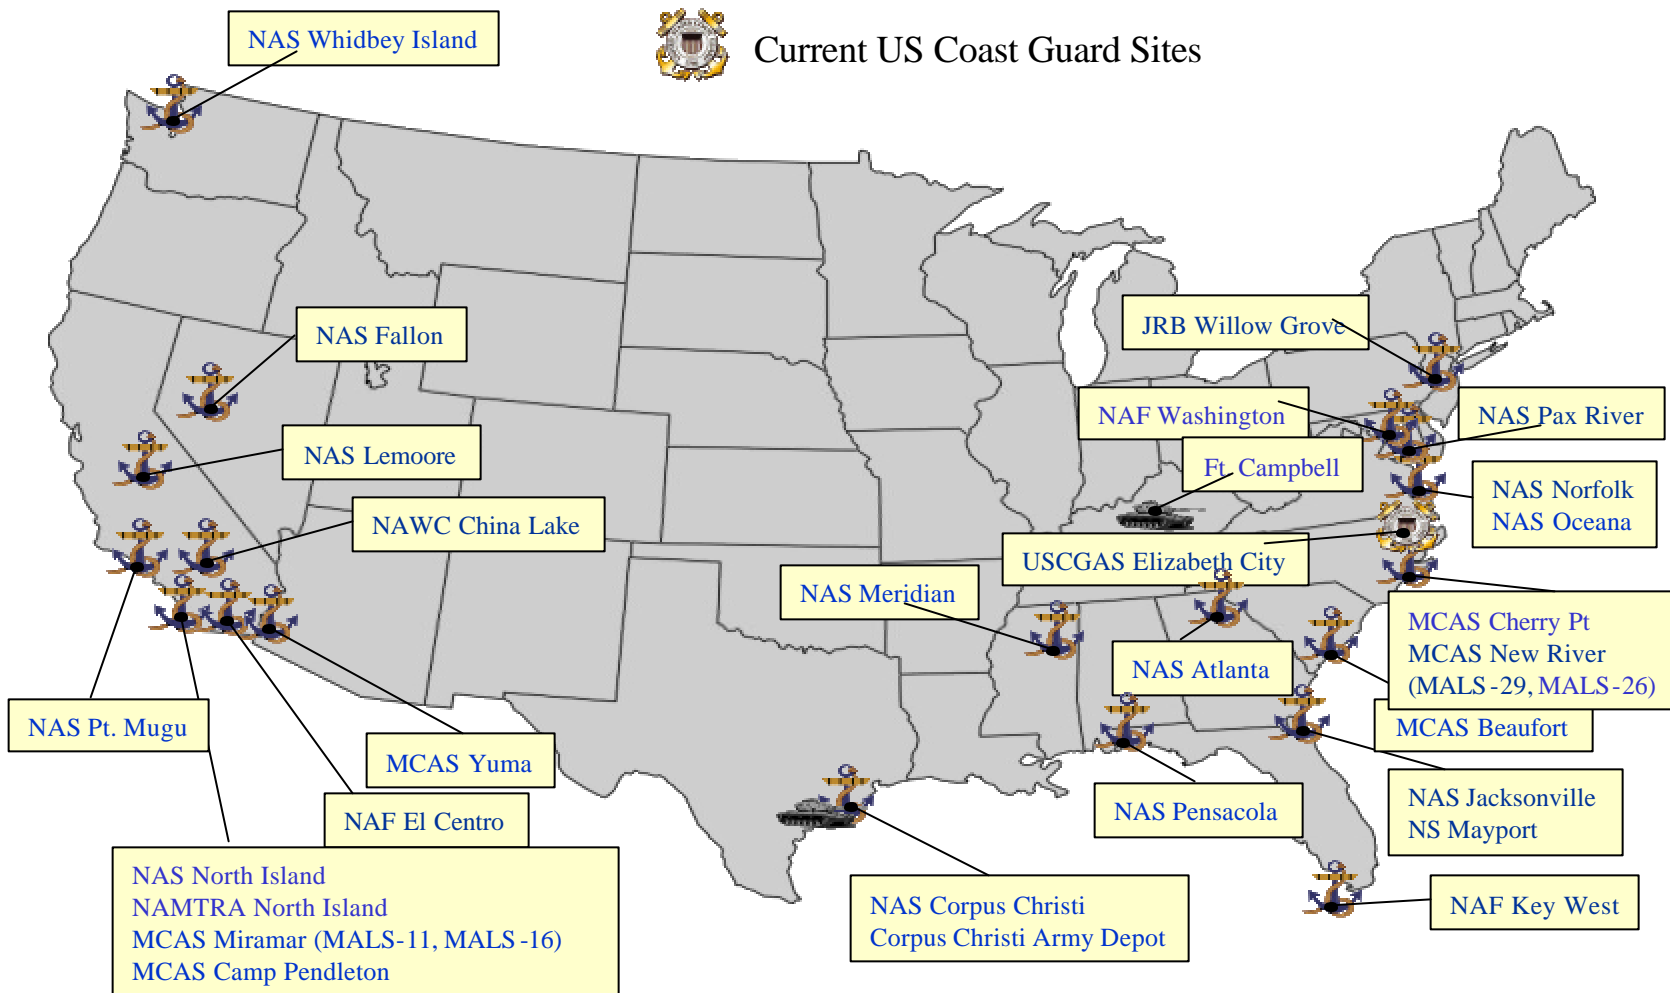 NAS Whidbey Island
Current US Coast Guard Sites
NAS Fallon
JRB Willow Grove
NAF Washington
NAS Pax River
NAS Lemoore
Ft. Campbell
NAS Norfolk
NAS Oceana
NAWC China Lake
USCGAS Elizabeth City
NAS Meridian
MCAS Cherry Pt
MCAS New River
(MALS-29, MALS-26)
NAS Atlanta
NAS Pt. Mugu
MCAS Beaufort
MCAS Yuma
NAS Pensacola
NAS Jacksonville
NS Mayport
NAF El Centro
NAS North Island
NAMTRA North Island
MCAS Miramar (MALS-11, MALS-16)
MCAS Camp Pendleton
NAS Corpus Christi
Corpus Christi Army Depot
NAF Key West